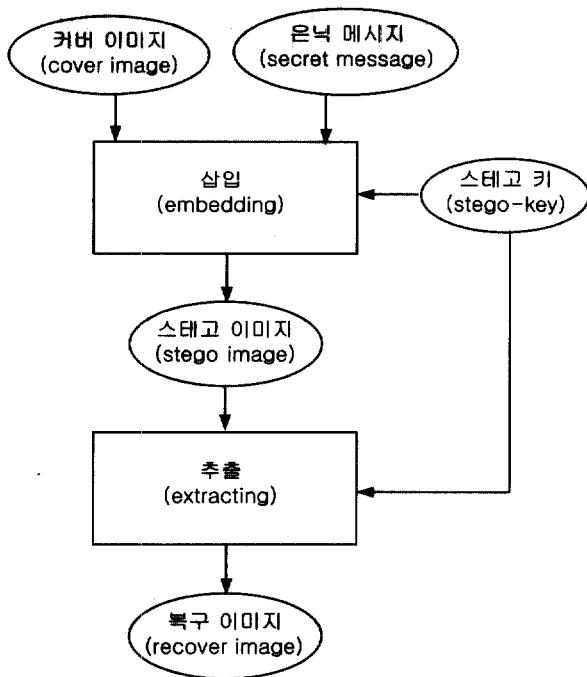 커버 이미지
(cover image)
은닉 메시지
(secret message)
삽입
(embedding)
스테고 키
(stego-key)
스테고 이미지
(stego image)
추출
(extracting)
복구 이미지
(recover image)